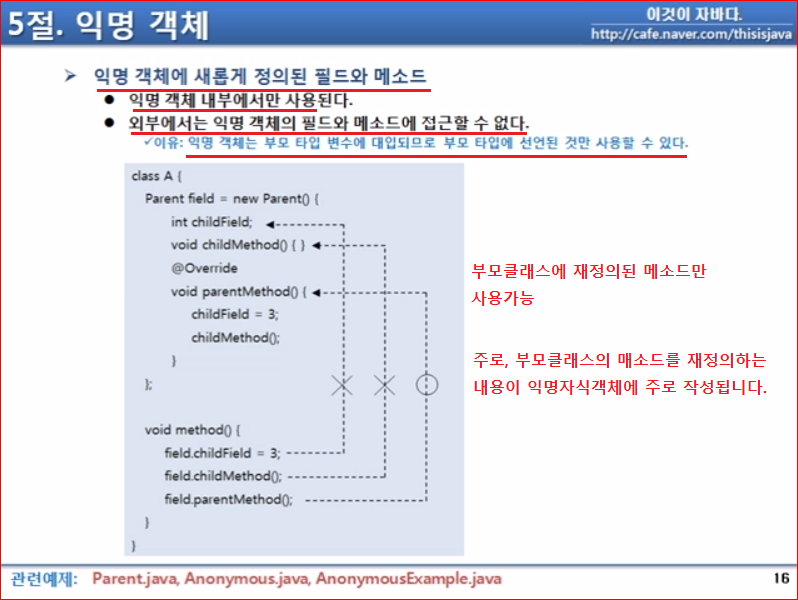 5절. 익명 객체
이것이 자바다.
http://cafe.naver.com/thisisjava
➤ 익명 객체에 새롭게 정의된 필드와 메소드
● 익명 객체 내부에서만 사용된다.
● 외부에서는 익명 객체의 필드와 메소드에 접근할 수 없다.
✓이유: 익명 객체는 부모 타입 변수에 대입되므로 부모 타입에 선언된 것만 사용할 수 있다.
class A {
Parent field = new Parent() {
int childField;
void childMethod() { }
@Override
void parentMethod() {
childField = 3;
childMethod();
}
};
void method() {
field.childField = 3;
field.childMethod();
field.parentMethod();
}
}
부모클래스에 재정의된 메소드만
사용가능
주로, 부모클래스의 매소드를 재정의하는
내용이 익명자식객체에 주로 작성됩니다.
관련예제: Parent.java, Anonymous.java, AnonymousExample.java
16